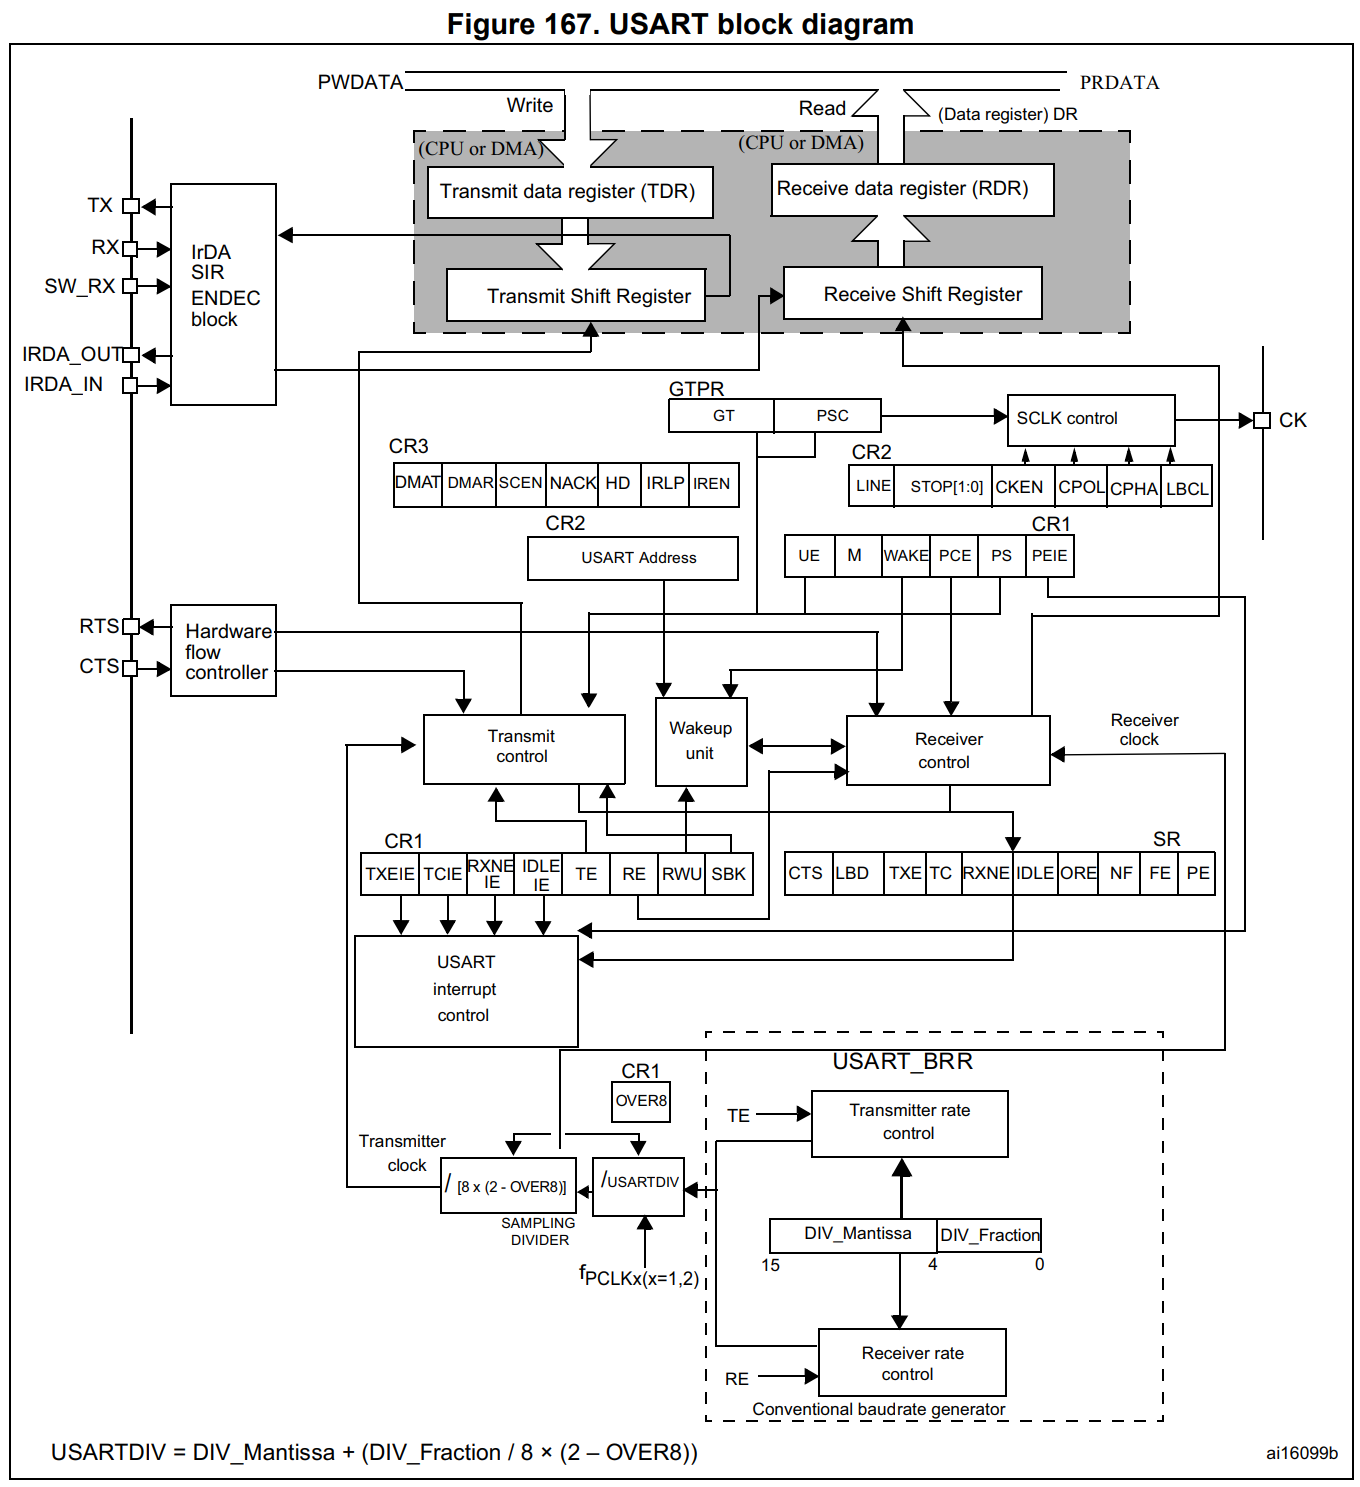 Figure 167. USART block diagram
PWDATA
PRDATA
Write
Read
(Data register) DR
(CPU or DMA)
(CPU or DMA)
Transmit data register (TDR)
Receive data register (RDR)
TX
RX
SW_RX
IRDA_OUT
IRDA_IN
IrDA
SIR
ENDEC
block
Transmit Shift Register
Receive Shift Register
GTPR
GT
PSC
SCLK control
CK
CR3
DMAT
DMAR
SCEN
NACK
HD
IRLP
IREN
CR2
LINE
STOP[1:0]
CKEN
CPOL
CPHA
LBCL
CR2
USART Address
CR1
UE
M
WAKE
PCE
PS
PEIE
RTS
CTS
Hardware
flow
controller
Transmit
control
Wakeup
unit
Receiver
control
Receiver
clock
CR1
TXEIE
TCIE
RXNE
IE
IDLE
IE
TE
RE
RWU
SBK
SR
CTS
LBD
TXE
TC
RXNE
IDLE
ORE
NF
FE
PE
USART
interrupt
control
USART_BRR
CR1
OVER8
TE
Transmitter rate
control
Transmitter
clock
/ [8 x (2 - OVER8)]
/USARTDIV
SAMPLING
DIVIDER
fPCLKx(x=1,2)
DIV_Mantissa
DIV_Fraction
15
4
0
RE
Receiver rate
control
Conventional baudrate generator
USARTDIV = DIV_Mantissa + (DIV_Fraction / 8 × (2 – OVER8))
ai16099b